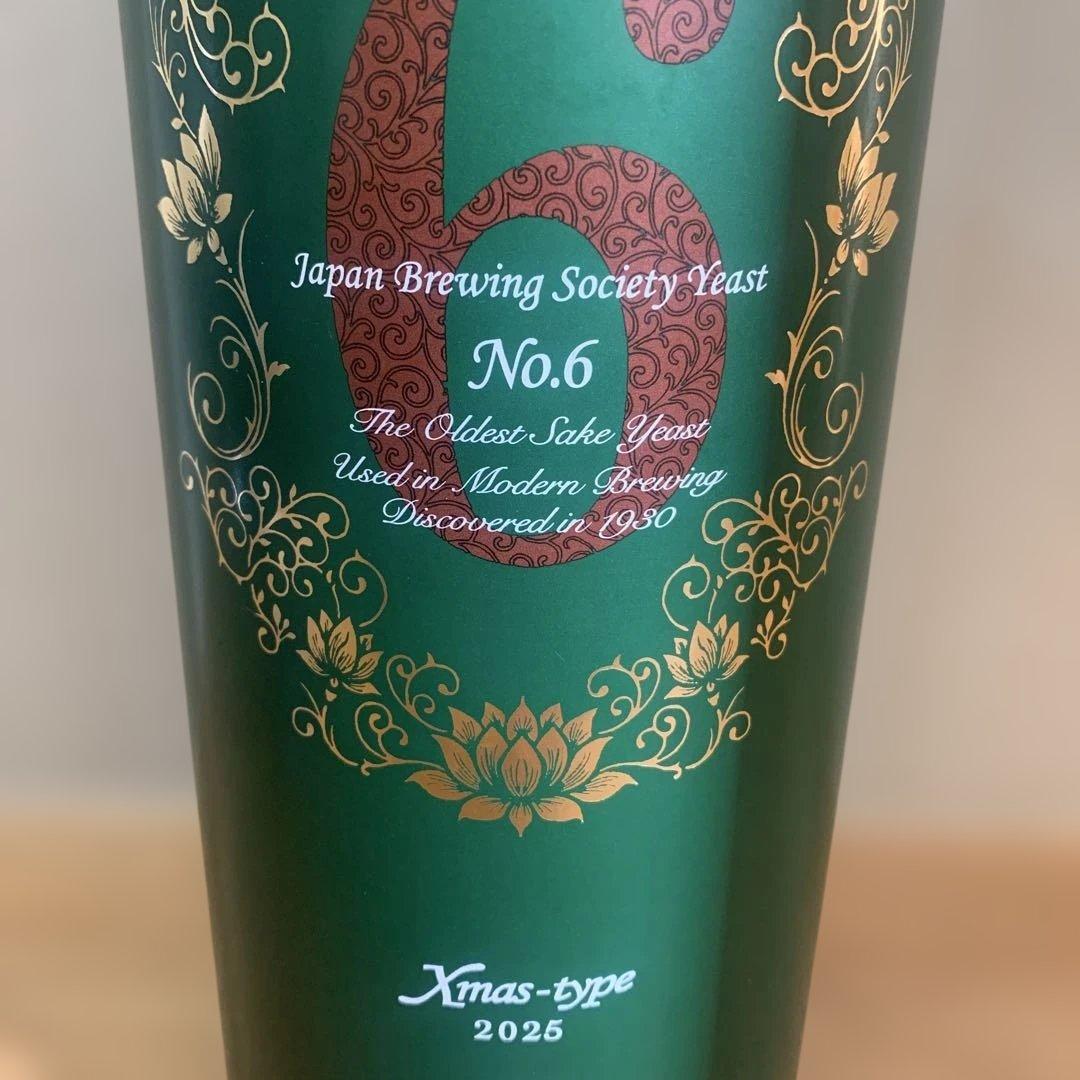 6
Japan Brewing Society Yeast
No.6
The Oldest Sake Yeast
Used in Modern Brewing
Discovered in 1930
Xmas-type
2025